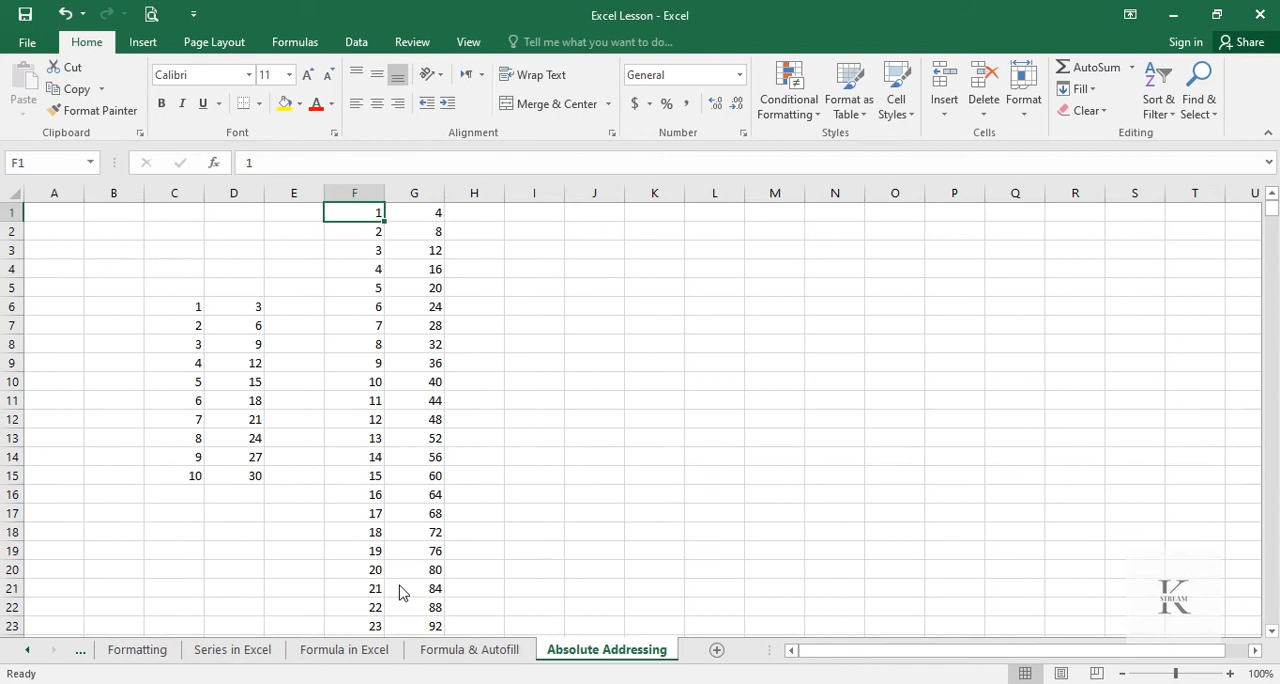 Excel Lesson - Excel
File Home Insert Page Layout Formulas Data Review View Tell me what you want to do... Sign in Share
Paste Cut Copy Format Painter Clipboard
Calibri 11 B I U A Font
Wrap Text Merge & Center Alignment
General $ % , Number
Conditional Formatting Format as Table Cell Styles Styles
Insert Delete Format Cells
AutoSum Fill Clear Sort & Filter Find & Select Editing
F1 fx 1
A B C D E F G H I J K L M N O P Q R S T U
1 1 4
2 2 8
3 3 12
4 4 16
5 5 20
6 1 3 6 24
7 2 6 7 28
8 3 9 8 32
9 4 12 9 36
10 5 15 10 40
11 6 18 11 44
12 7 21 12 48
13 8 24 13 52
14 9 27 14 56
15 10 30 15 60
16 16 64
17 17 68
18 18 72
19 19 76
20 20 80
21 21 84
22 22 88
23 23 92
K STREAM
... Formatting Series in Excel Formula in Excel Formula & Autofill Absolute Addressing
Ready 100%